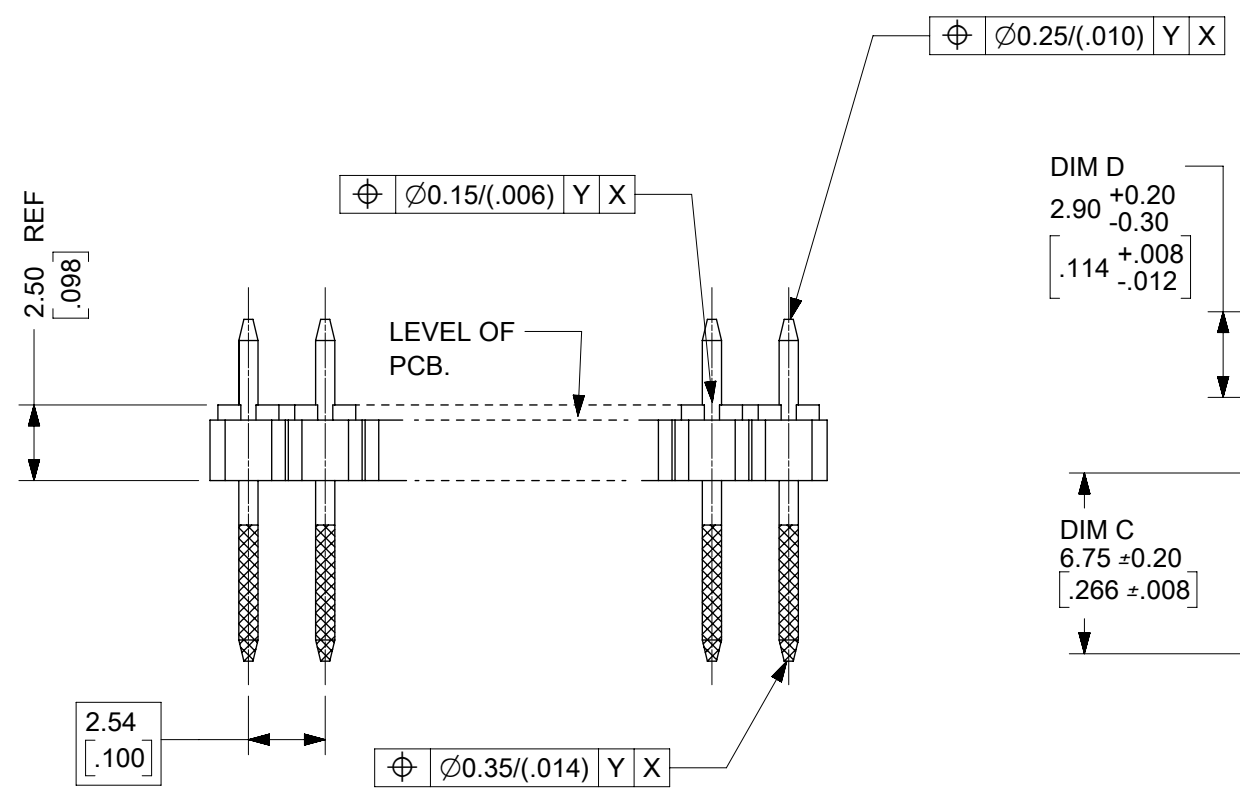 ⌖ ∅0.25/(.010) Y X
⌖ ∅0.15/(.006) Y X
DIM D
2.90 +0.20
-0.30
[.114 +.008
-.012]
2.50 REF
[.098]
LEVEL OF
PCB.
DIM C
6.75 ±0.20
[.266 ±.008]
2.54
[.100]
⌖ ∅0.35/(.014) Y X